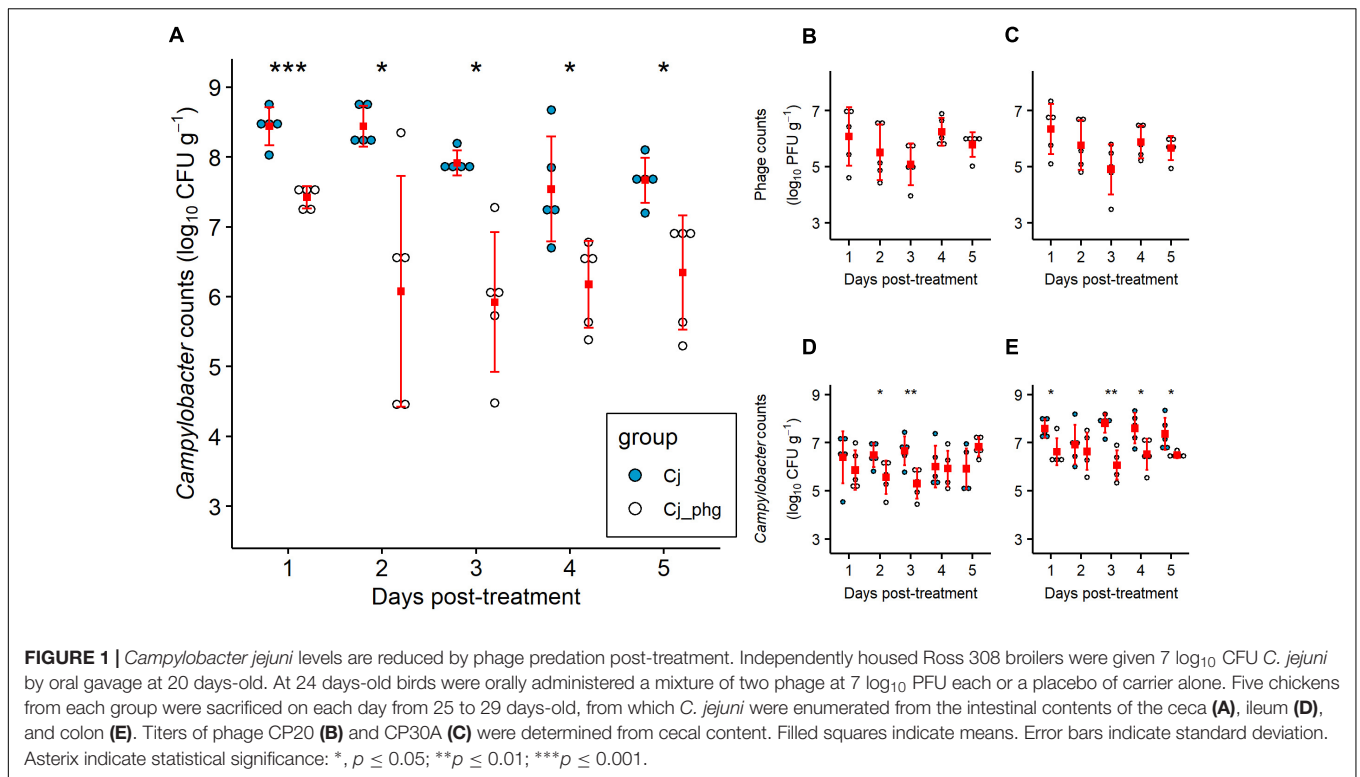 A
*** * * * *
9
8
7
6
5
4
3
Campylobacter counts (log10 CFU g−1)
1 2 3 4 5
Days post-treatment
group
Cj
Cj_phg
B
Phage counts
(log10 PFU g−1)
7
5
3
1 2 3 4 5
Days post-treatment
C
7
5
3
1 2 3 4 5
Days post-treatment
D
* **
Campylobacter counts
(log10 CFU g−1)
9
7
5
3
1 2 3 4 5
Days post-treatment
E
* ** * *
9
7
5
3
1 2 3 4 5
Days post-treatment
FIGURE 1 | Campylobacter jejuni levels are reduced by phage predation post-treatment. Independently housed Ross 308 broilers were given 7 log10 CFU C. jejuni
by oral gavage at 20 days-old. At 24 days-old birds were orally administered a mixture of two phage at 7 log10 PFU each or a placebo of carrier alone. Five chickens
from each group were sacrificed on each day from 25 to 29 days-old, from which C. jejuni were enumerated from the intestinal contents of the ceca (A), ileum (D),
and colon (E). Titers of phage CP20 (B) and CP30A (C) were determined from cecal content. Filled squares indicate means. Error bars indicate standard deviation.
Asterix indicate statistical significance: *, p ≤ 0.05; **p ≤ 0.01; ***p ≤ 0.001.